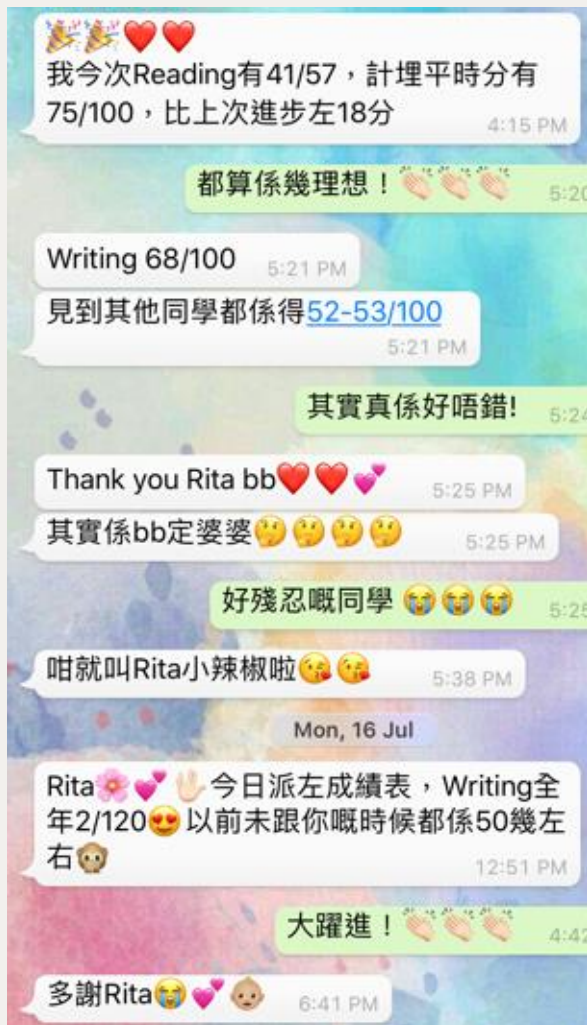 🎉🎉❤️❤️
我今次Reading有41/57，計埋平時分有
75/100，比上次進步左18分
4:15 PM
都算係幾理想！👏🏻👏🏻👏🏻
5:20
Writing 68/100
5:21 PM
見到其他同學都係得52-53/100
5:21 PM
其實真係好唔錯!
5:24
Thank you Rita bb❤️❤️💕
5:25 PM
其實係bb定婆婆🤔🤔🤔🤔
5:25 PM
好殘忍嘅同學 😭😭😭
5:25
咁就叫Rita小辣椒啦😘😘
5:38 PM
Mon, 16 Jul
Rita🌸💕🖖🏻今日派左成績表，Writing全
年2/120😍以前未跟你嘅時候都係50幾左
右🙊
12:51 PM
大躍進！👏🏻👏🏻👏🏻
4:42
多謝Rita😭💕👶🏼
6:41 PM